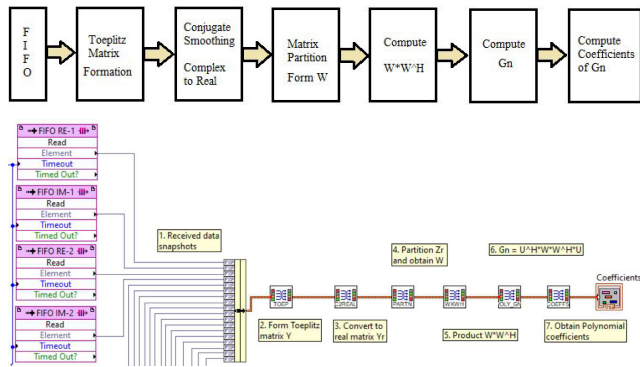 F
I
F
O
Toeplitz
Matrix
Formation
Conjugate
Smoothing
Complex
to Real
Matrix
Partition
Form W
Compute
W*W^H
Compute
Gn
Compute
Coefficients
of Gn
FIFO RE-1
Read
Element
Timeout
Timed Out?
FIFO IM-1
Read
Element
Timeout
Timed Out?
FIFO RE-2
Read
Element
Timeout
Timed Out?
FIFO IM-2
Read
Element
Timeout
Timed Out?
1. Received data
snapshots
4. Partition Zr
and obtain W
6. Gn = U^H*W*W^H*U
Coefficients
TOEP
C2REAL
PARTN
WXWH
OLY_GN
COEFFS
2. Form Toeplitz
matrix Y
3. Convert to
real matrix Yr
5. Product W*W^H
7. Obtain Polynomial
coefficients